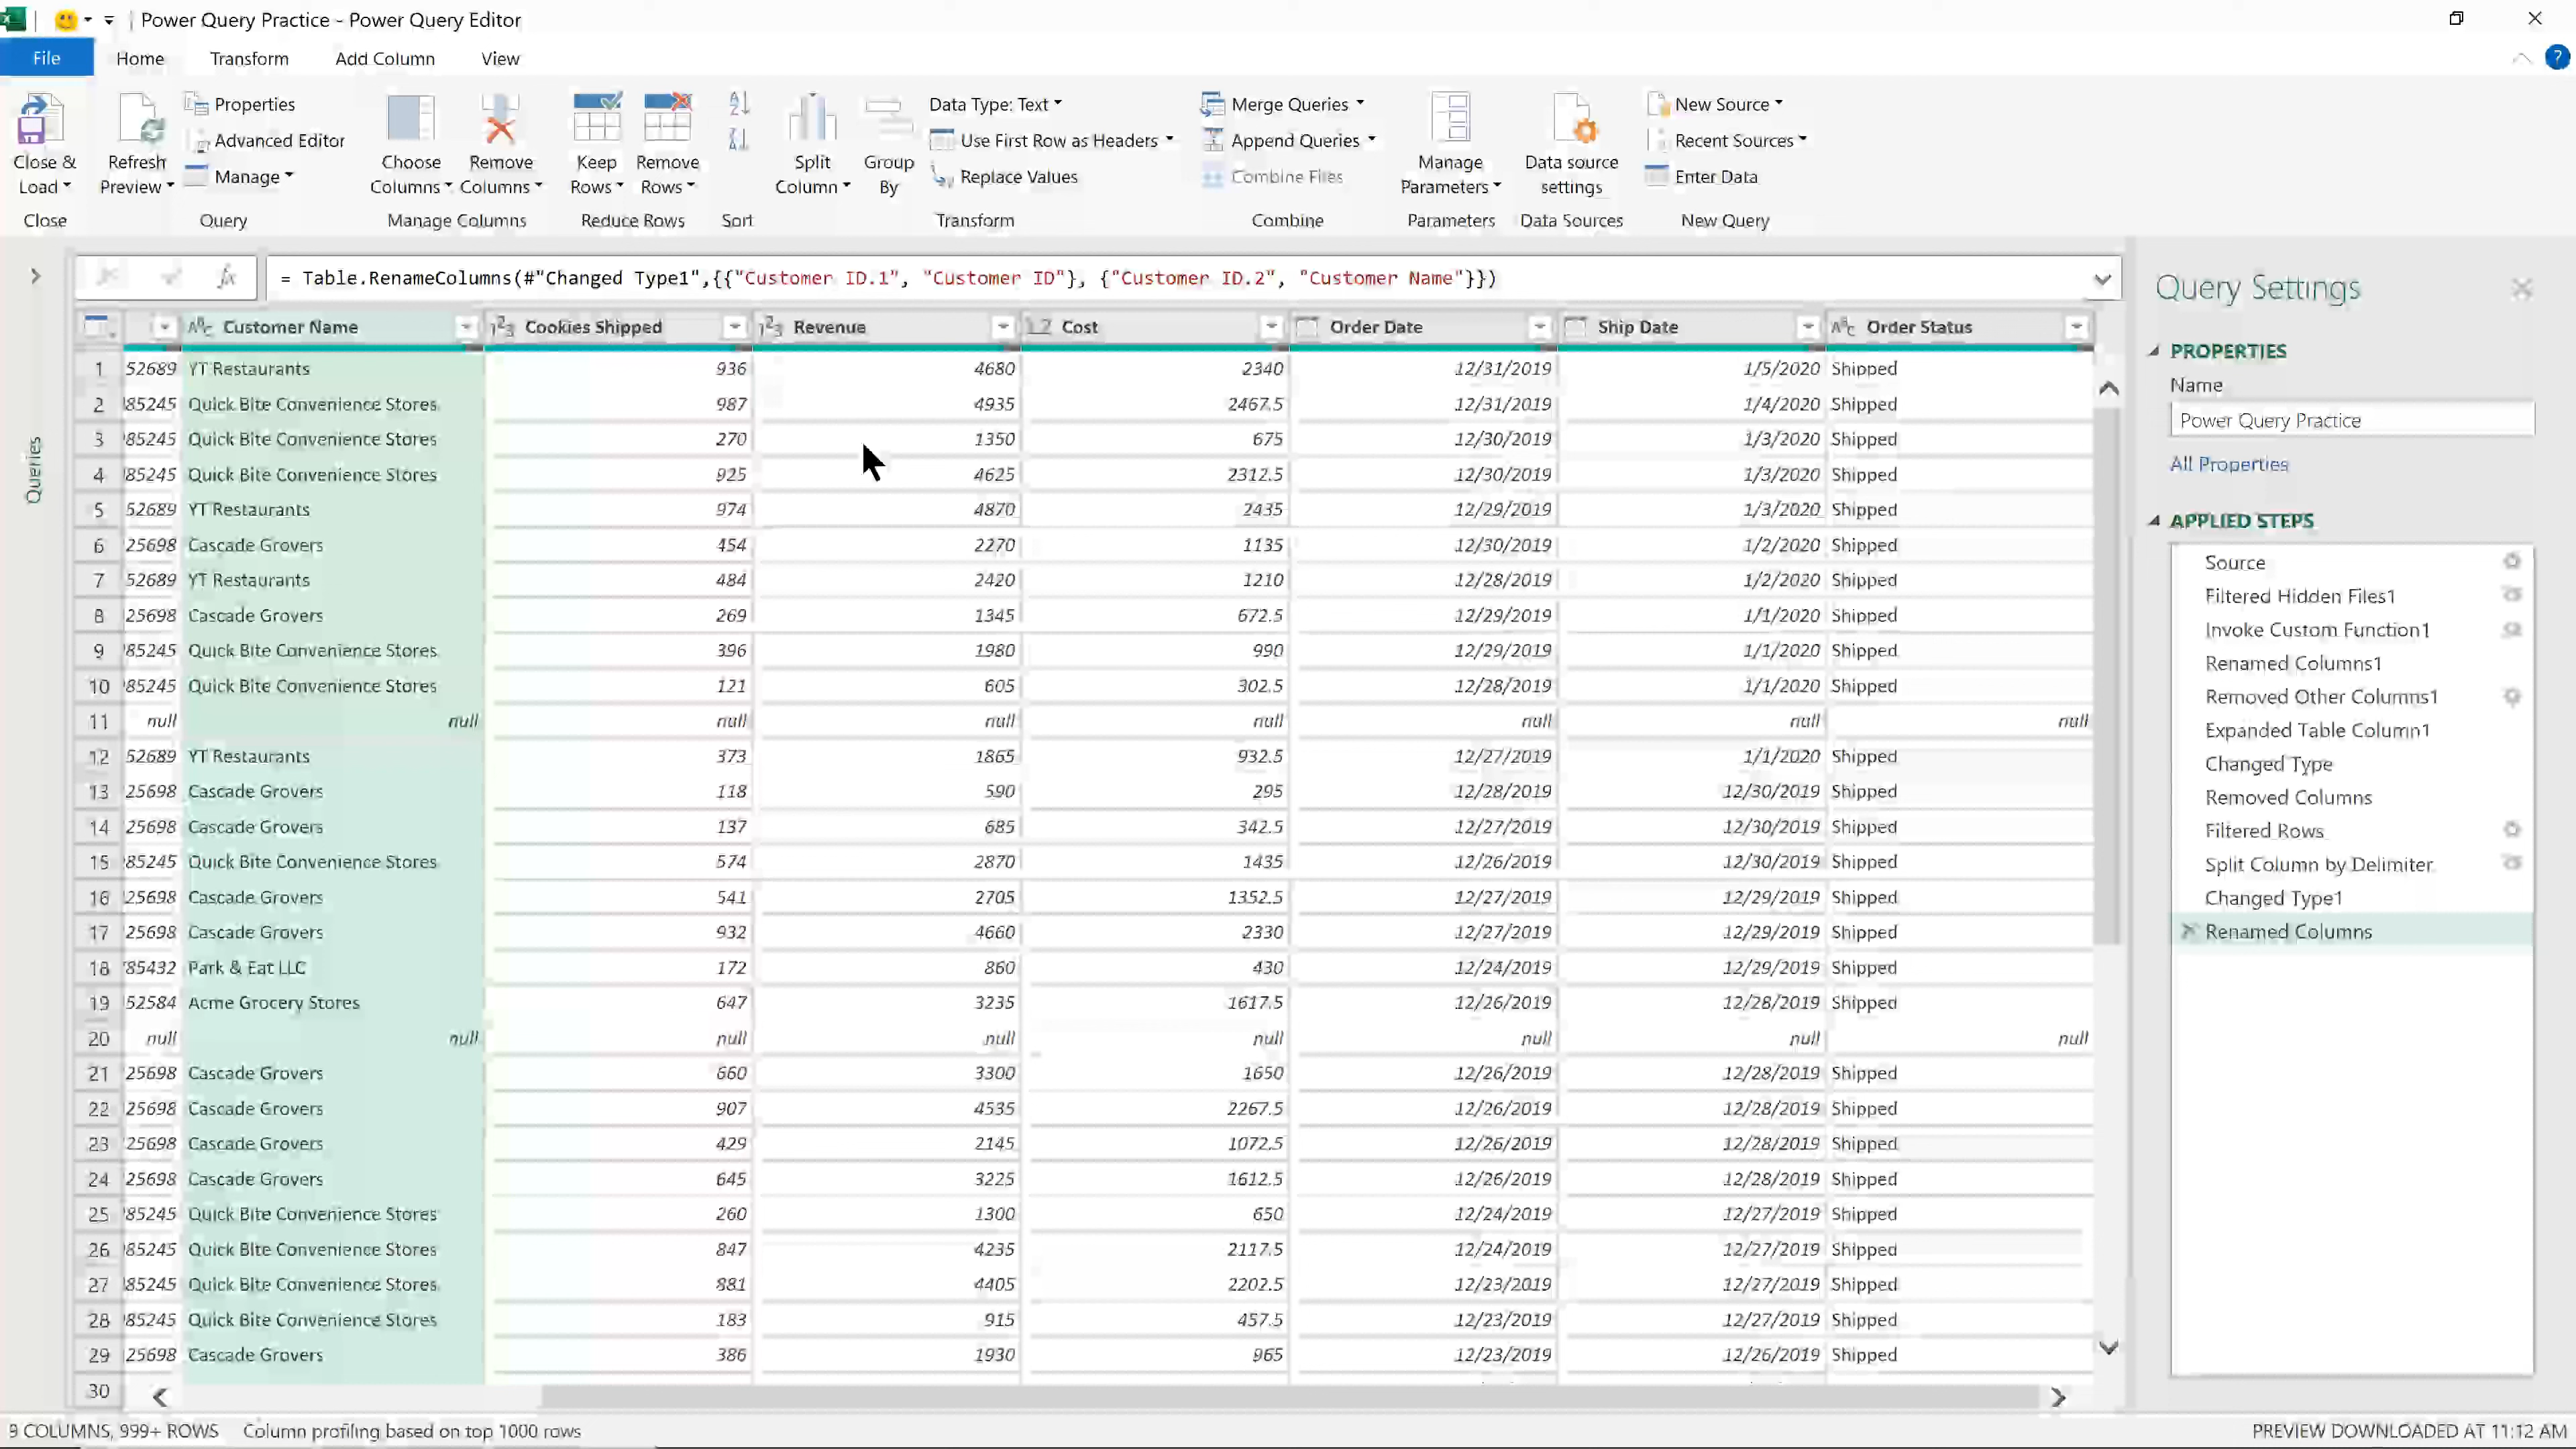 Power Query Practice - Power Query Editor
File Home Transform Add Column View
Close & Load
Close
Refresh Preview
Properties
Advanced Editor
Manage
Query
Choose Columns
Remove Columns
Manage Columns
Keep Rows
Remove Rows
Reduce Rows
Sort
Split Column
Group By
Data Type: Text
Use First Row as Headers
Replace Values
Transform
Merge Queries
Append Queries
Combine Files
Combine
Manage Parameters
Parameters
Data source settings
Data Sources
New Source
Recent Sources
Enter Data
New Query
= Table.RenameColumns(#"Changed Type1",{{"Customer ID.1", "Customer ID"}, {"Customer ID.2", "Customer Name"}})
Queries
Customer Name Cookies Shipped Revenue Cost Order Date Ship Date Order Status
1 52689 YT Restaurants 936 4680 2340 12/31/2019 1/5/2020 Shipped
2 85245 Quick Bite Convenience Stores 987 4935 2467.5 12/31/2019 1/4/2020 Shipped
3 85245 Quick Bite Convenience Stores 270 1350 675 12/30/2019 1/3/2020 Shipped
4 85245 Quick Bite Convenience Stores 925 4625 2312.5 12/30/2019 1/3/2020 Shipped
5 52689 YT Restaurants 974 4870 2435 12/29/2019 1/3/2020 Shipped
6 25698 Cascade Grovers 454 2270 1135 12/30/2019 1/2/2020 Shipped
7 52689 YT Restaurants 484 2420 1210 12/28/2019 1/2/2020 Shipped
8 25698 Cascade Grovers 269 1345 672.5 12/29/2019 1/1/2020 Shipped
9 85245 Quick Bite Convenience Stores 396 1980 990 12/29/2019 1/1/2020 Shipped
10 85245 Quick Bite Convenience Stores 121 605 302.5 12/28/2019 1/1/2020 Shipped
11 null null null null null null null null
12 52689 YT Restaurants 373 1865 932.5 12/27/2019 1/1/2020 Shipped
13 25698 Cascade Grovers 118 590 295 12/28/2019 12/30/2019 Shipped
14 25698 Cascade Grovers 137 685 342.5 12/27/2019 12/30/2019 Shipped
15 85245 Quick Bite Convenience Stores 574 2870 1435 12/26/2019 12/30/2019 Shipped
16 25698 Cascade Grovers 541 2705 1352.5 12/27/2019 12/29/2019 Shipped
17 25698 Cascade Grovers 932 4660 2330 12/27/2019 12/29/2019 Shipped
18 85432 Park & Eat LLC 172 860 430 12/24/2019 12/29/2019 Shipped
19 52584 Acme Grocery Stores 647 3235 1617.5 12/26/2019 12/28/2019 Shipped
20 null null null null null null null null
21 25698 Cascade Grovers 660 3300 1650 12/26/2019 12/28/2019 Shipped
22 25698 Cascade Grovers 907 4535 2267.5 12/26/2019 12/28/2019 Shipped
23 25698 Cascade Grovers 429 2145 1072.5 12/26/2019 12/28/2019 Shipped
24 25698 Cascade Grovers 645 3225 1612.5 12/26/2019 12/28/2019 Shipped
25 85245 Quick Bite Convenience Stores 260 1300 650 12/24/2019 12/27/2019 Shipped
26 85245 Quick Bite Convenience Stores 847 4235 2117.5 12/24/2019 12/27/2019 Shipped
27 85245 Quick Bite Convenience Stores 881 4405 2202.5 12/23/2019 12/27/2019 Shipped
28 85245 Quick Bite Convenience Stores 183 915 457.5 12/23/2019 12/27/2019 Shipped
29 25698 Cascade Grovers 386 1930 965 12/23/2019 12/26/2019 Shipped
30
Query Settings
PROPERTIES
Name
Power Query Practice
All Properties
APPLIED STEPS
Source
Filtered Hidden Files1
Invoke Custom Function1
Renamed Columns1
Removed Other Columns1
Expanded Table Column1
Changed Type
Removed Columns
Filtered Rows
Split Column by Delimiter
Changed Type1
Renamed Columns
9 COLUMNS, 999+ ROWS Column profiling based on top 1000 rows
PREVIEW DOWNLOADED AT 11:12 AM